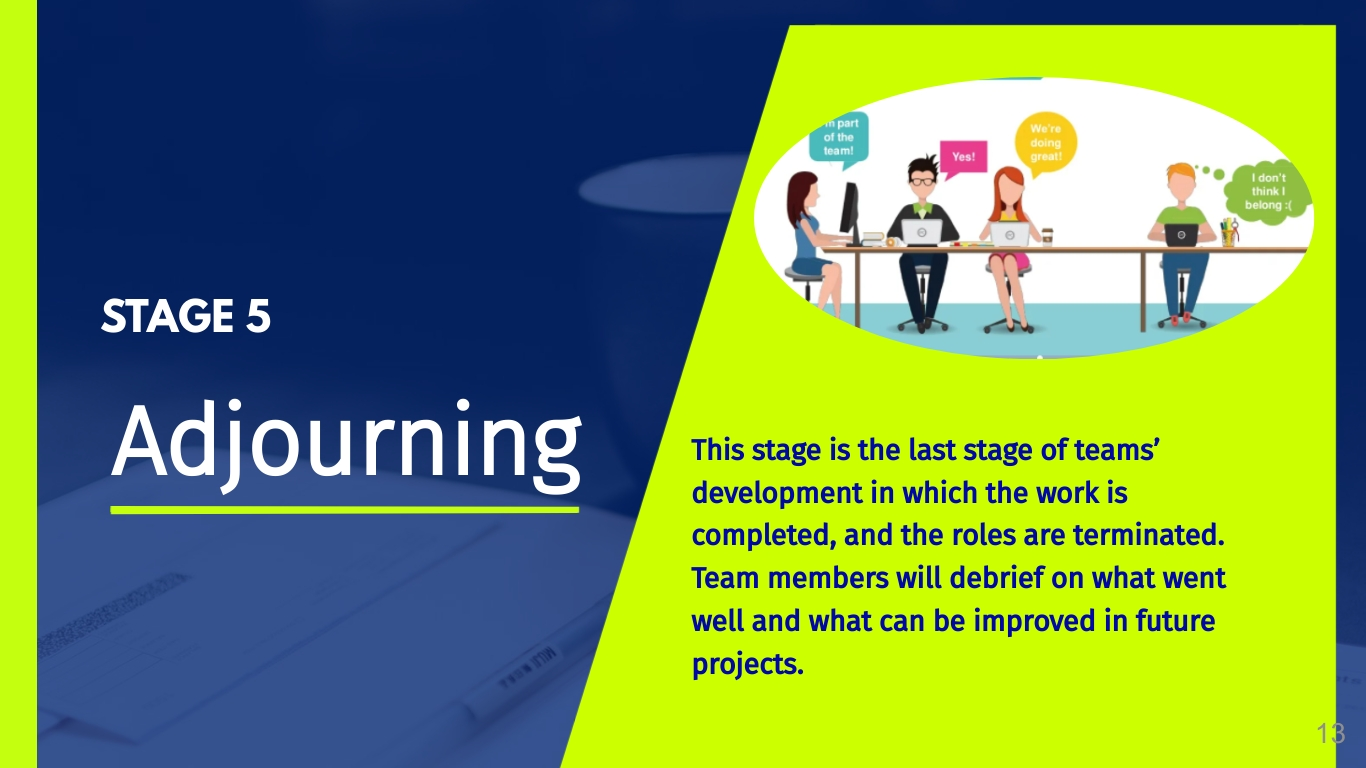 STAGE 5
Adjourning
part
of the
team!
Yes!
We're
doing
great!
I don't
think I
belong :(
This stage is the last stage of teams’
development in which the work is
completed, and the roles are terminated.
Team members will debrief on what went
well and what can be improved in future
projects.
13